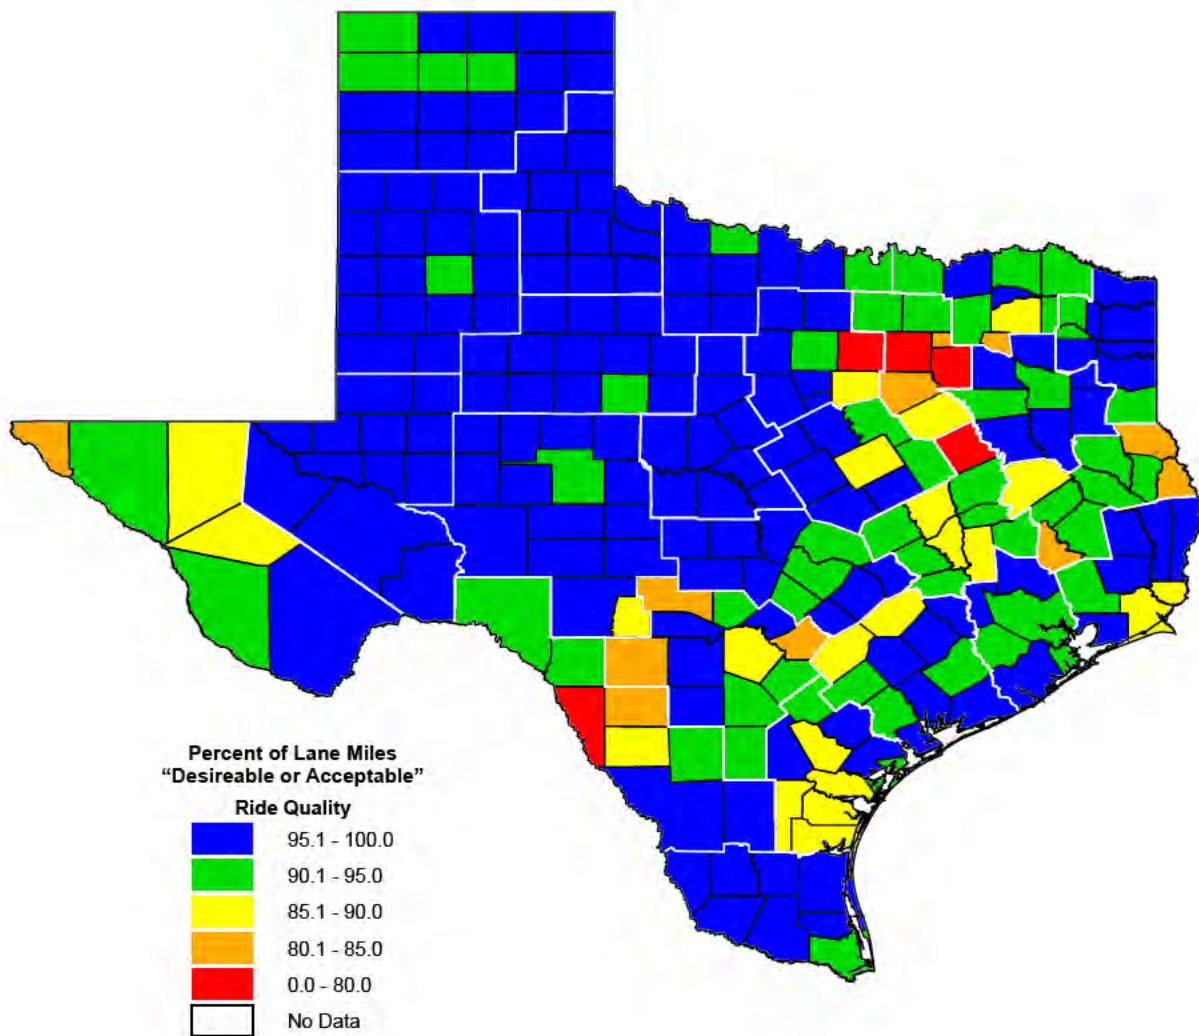 Percent of Lane Miles
“Desireable or Acceptable”
Ride Quality
95.1 - 100.0
90.1 - 95.0
85.1 - 90.0
80.1 - 85.0
0.0 - 80.0
No Data